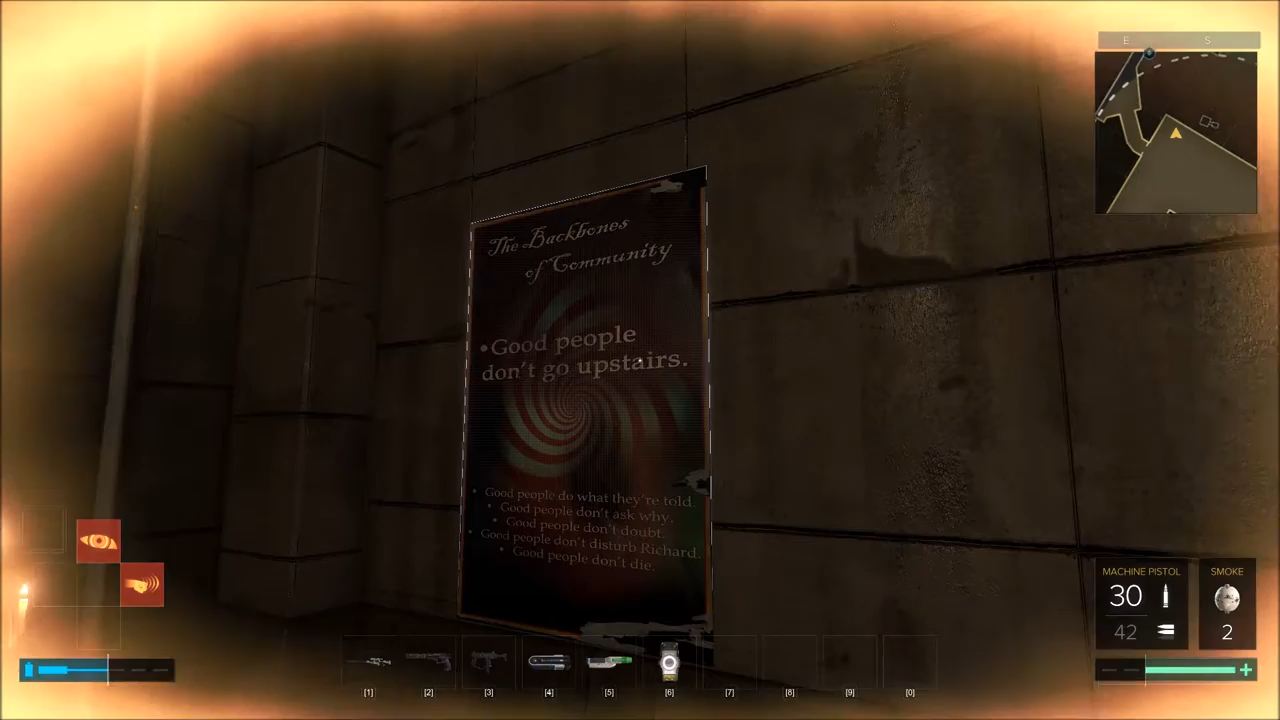 E S
The Backbones
of Community
•Good people
don't go upstairs.
• Good people do what they're told.
• Good people don't ask why.
• Good people don't doubt.
• Good people don't disturb Richard.
• Good people don't die.
MACHINE PISTOL
30
42
SMOKE
2
[1] [2] [3] [4] [5] [6] [7] [8] [9] [0]